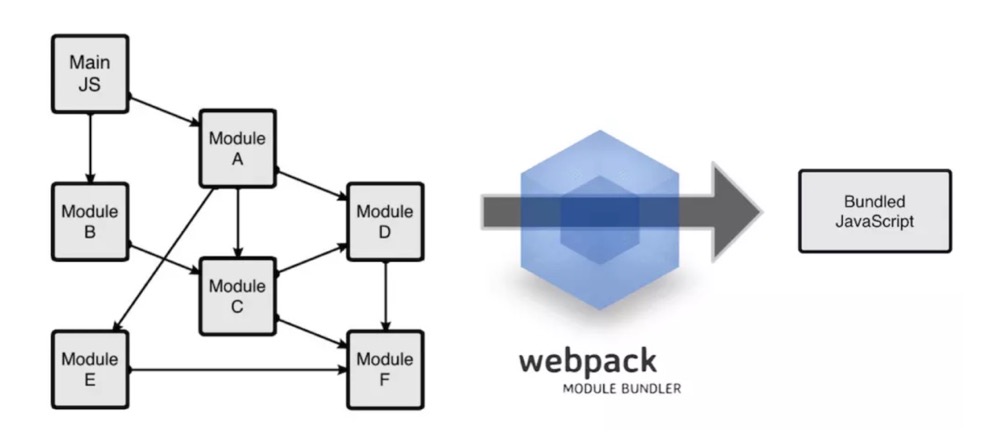 Main
JS
Module
A
Module
B
Module
C
Module
D
Module
E
Module
F
webpack
MODULE BUNDLER
Bundled
JavaScript